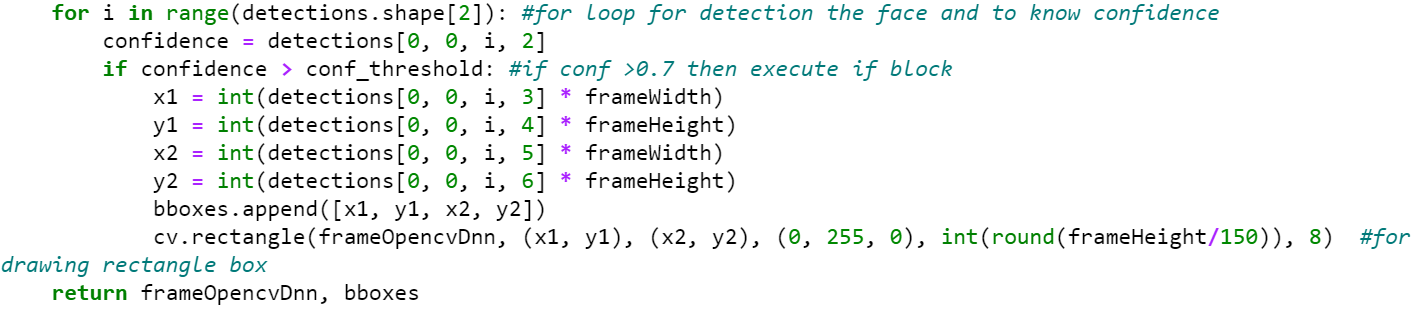 for i in range(detections.shape[2]): #for loop for detection the face and to know confidence
        confidence = detections[0, 0, i, 2]
        if confidence > conf_threshold: #if conf >0.7 then execute if block
            x1 = int(detections[0, 0, i, 3] * frameWidth)
            y1 = int(detections[0, 0, i, 4] * frameHeight)
            x2 = int(detections[0, 0, i, 5] * frameWidth)
            y2 = int(detections[0, 0, i, 6] * frameHeight)
            bboxes.append([x1, y1, x2, y2])
            cv.rectangle(frameOpencvDnn, (x1, y1), (x2, y2), (0, 255, 0), int(round(frameHeight/150)), 8)  #for
drawing rectangle box
    return frameOpencvDnn, bboxes